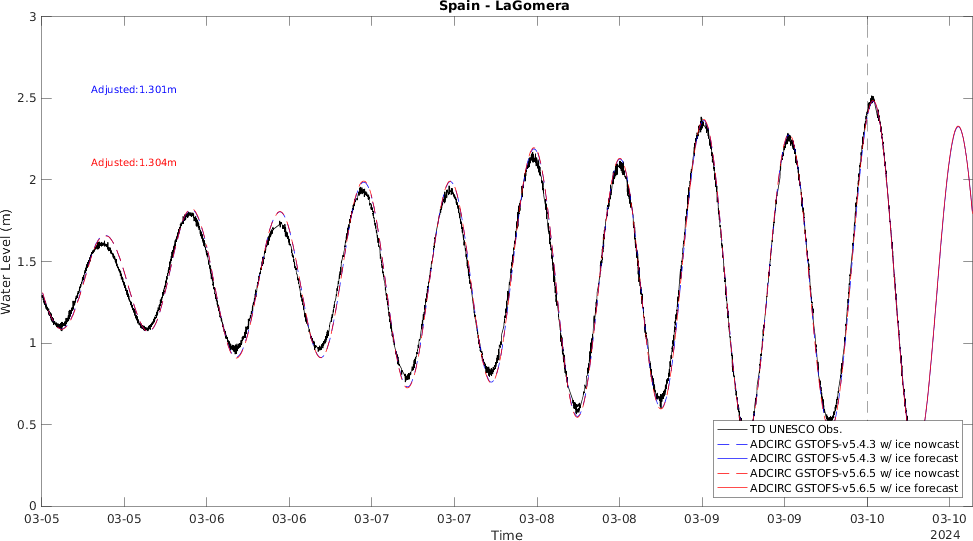 Spain - LaGomera
3
2.5
2
1.5
1
0.5
0
Water Level (m)
Adjusted:1.301m
Adjusted:1.304m
TD UNESCO Obs.
ADCIRC GSTOFS-v5.4.3 w/ ice nowcast
ADCIRC GSTOFS-v5.4.3 w/ ice forecast
ADCIRC GSTOFS-v5.6.5 w/ ice nowcast
ADCIRC GSTOFS-v5.6.5 w/ ice forecast
03-05 03-05 03-06 03-06 03-07 03-07 03-08 03-08 03-09 03-09 03-10 03-10
2024
Time